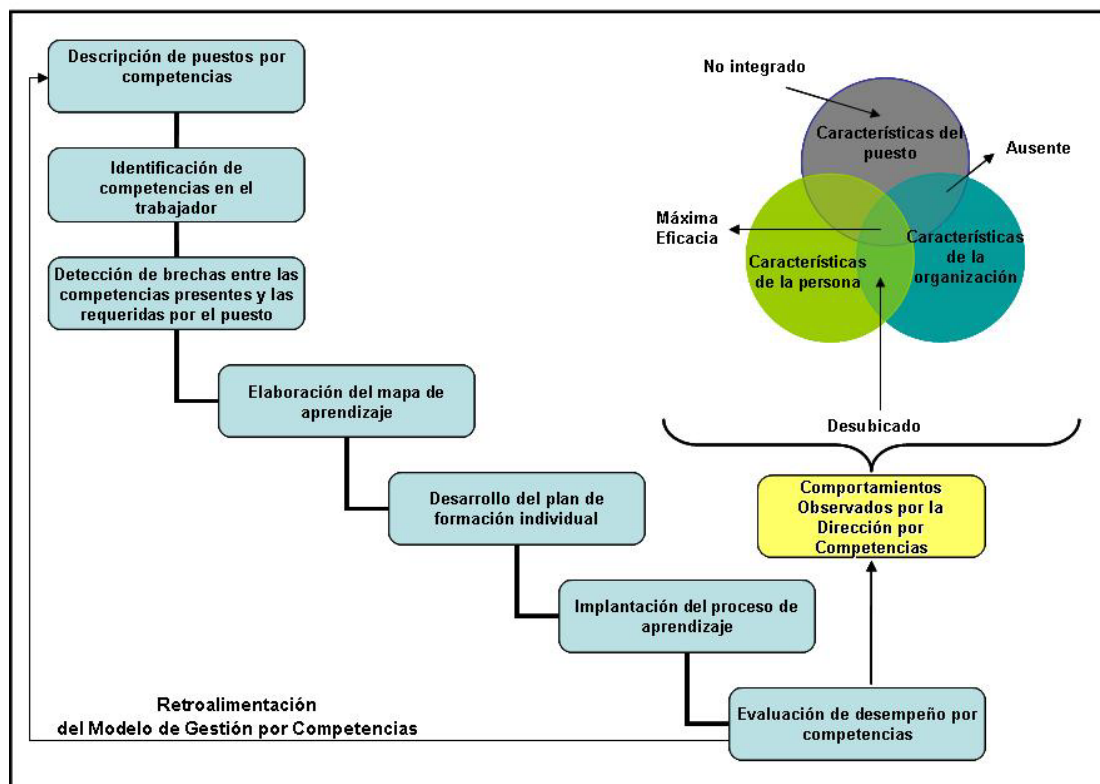 Descripción de puestos por
competencias
Identificación de
competencias en el
trabajador
Detección de brechas entre las
competencias presentes y las
requeridas por el puesto
Elaboración del mapa de
aprendizaje
Desarrollo del plan de
formación individual
Implantación del proceso de
aprendizaje
Evaluación de desempeño por
competencias
Retroalimentación
del Modelo de Gestión por Competencias
Comportamientos
Observados por la
Dirección por
Competencias
No integrado
Características del
puesto
Ausente
Máxima
Eficacia
Características
de la persona
Características
de la
organización
Desubicado